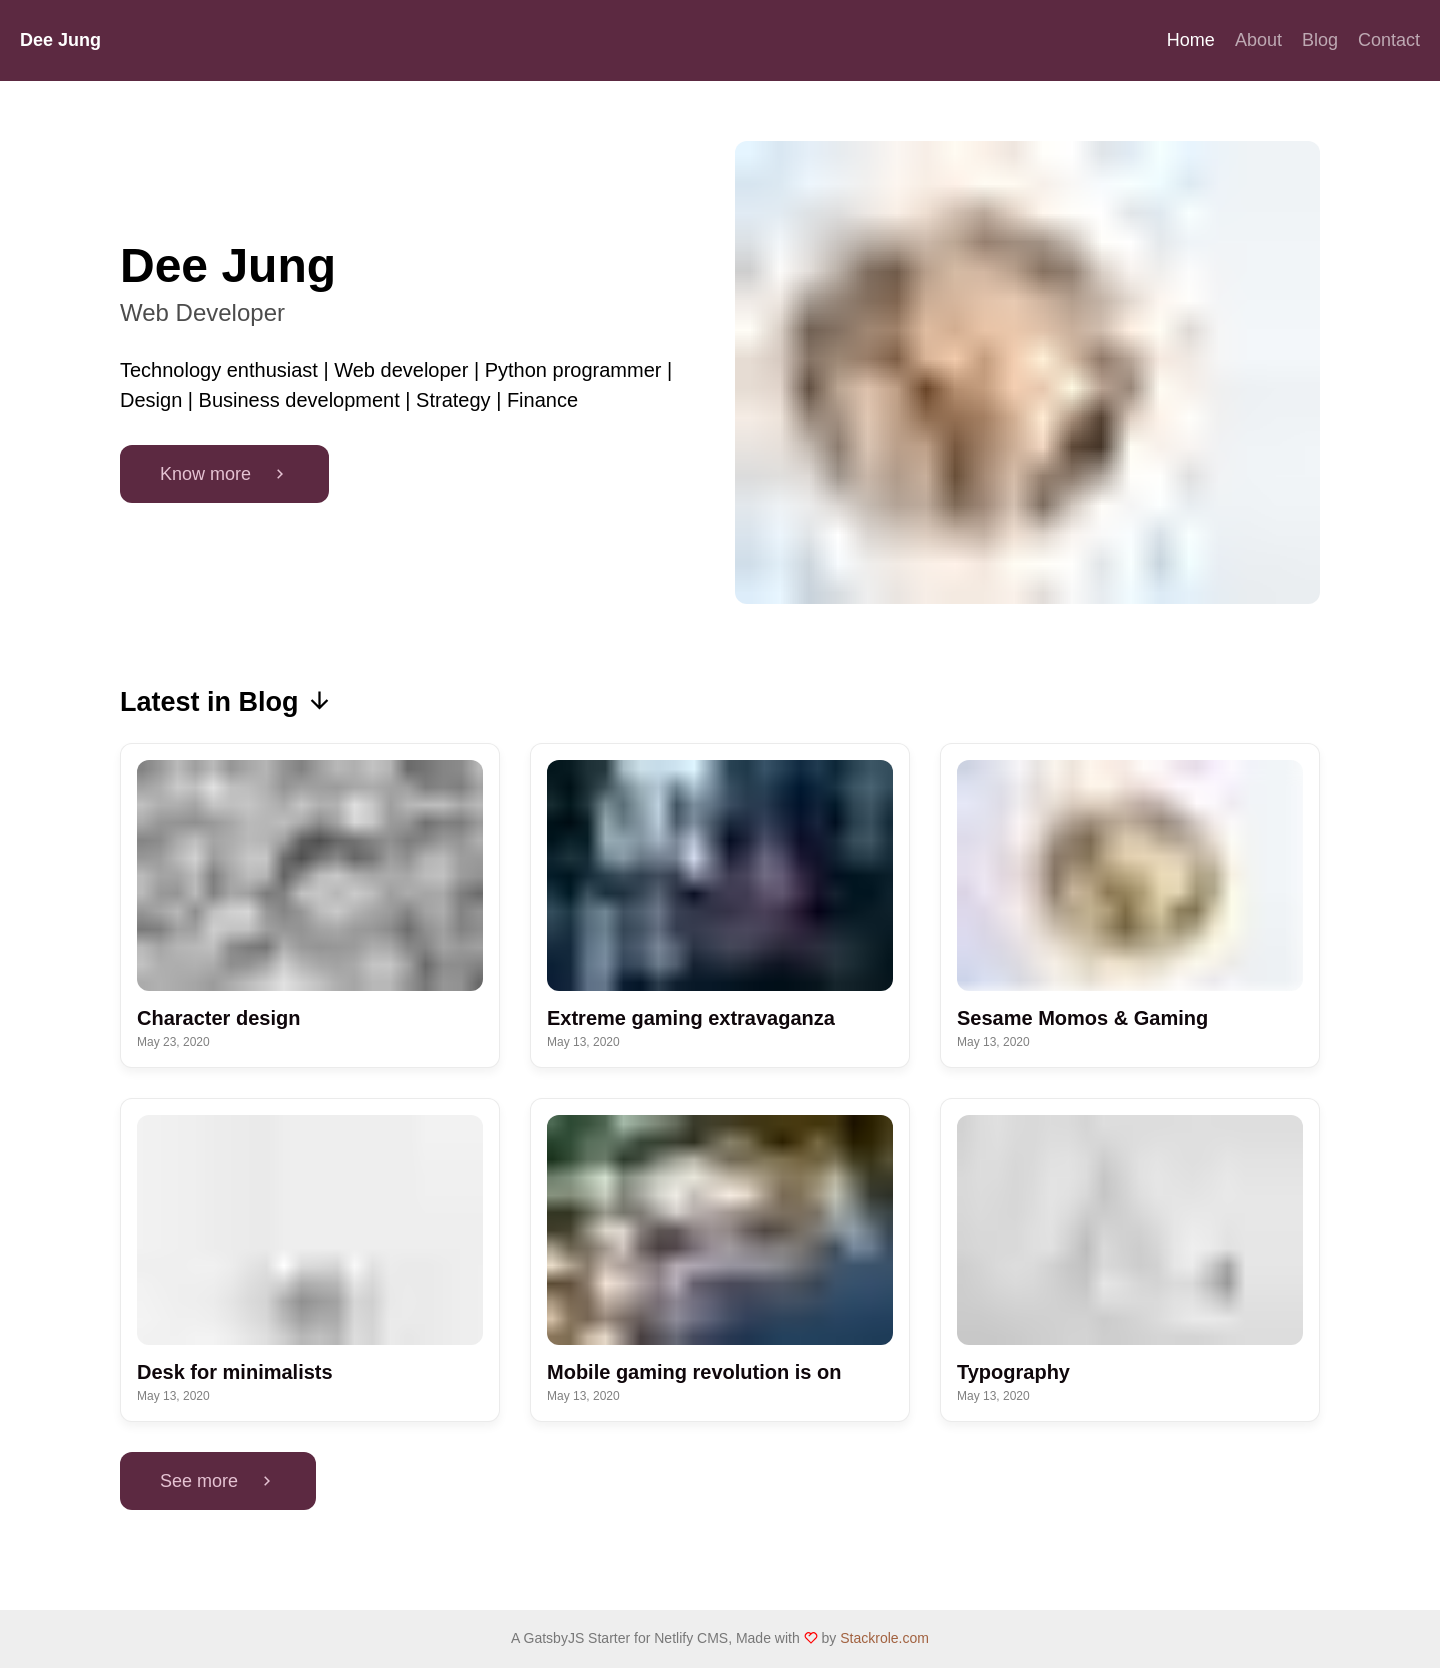 Dee Jung
Home
About
Blog
Contact
Dee Jung
Web Developer
Technology enthusiast | Web developer | Python programmer |
Design | Business development | Strategy | Finance
Know more
Latest in Blog
Character design
May 23, 2020
Extreme gaming extravaganza
May 13, 2020
Sesame Momos & Gaming
May 13, 2020
Desk for minimalists
May 13, 2020
Mobile gaming revolution is on
May 13, 2020
Typography
May 13, 2020
See more
A GatsbyJS Starter for Netlify CMS, Made with by Stackrole.com